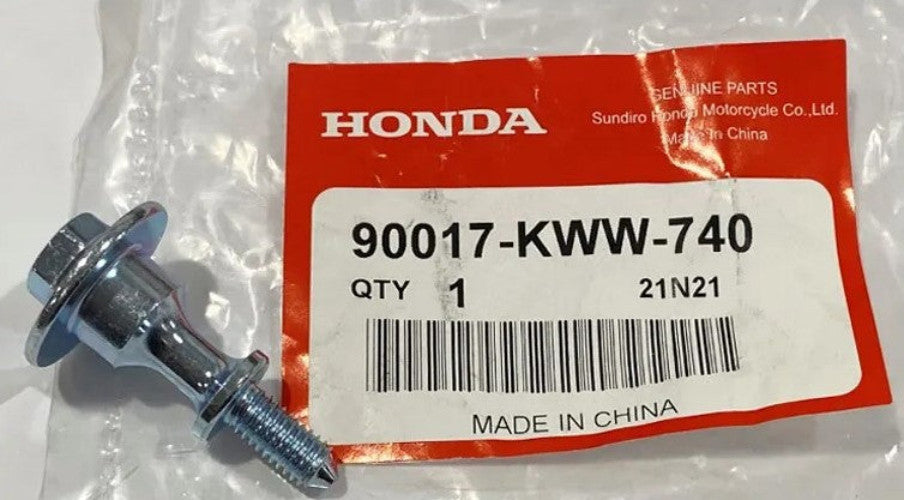 GENUINE PARTS
HONDA
Sundiro Honda Motorcycle Co.,Ltd.
Made In China
90017-KWW-740
QTY 1 21N21
MADE IN CHINA